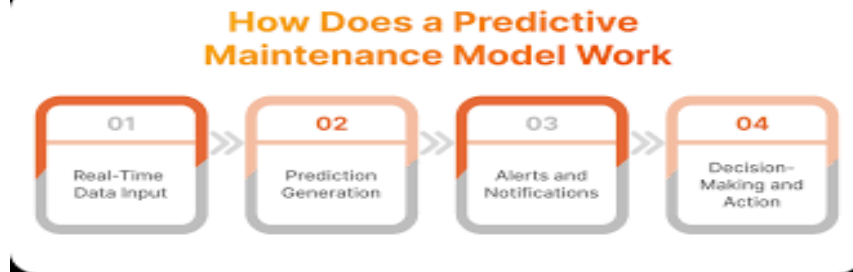 How Does a Predictive
Maintenance Model Work
01
Real-Time
Data Input
02
Prediction
Generation
03
Alerts and
Notifications
04
Decision-
Making and
Action